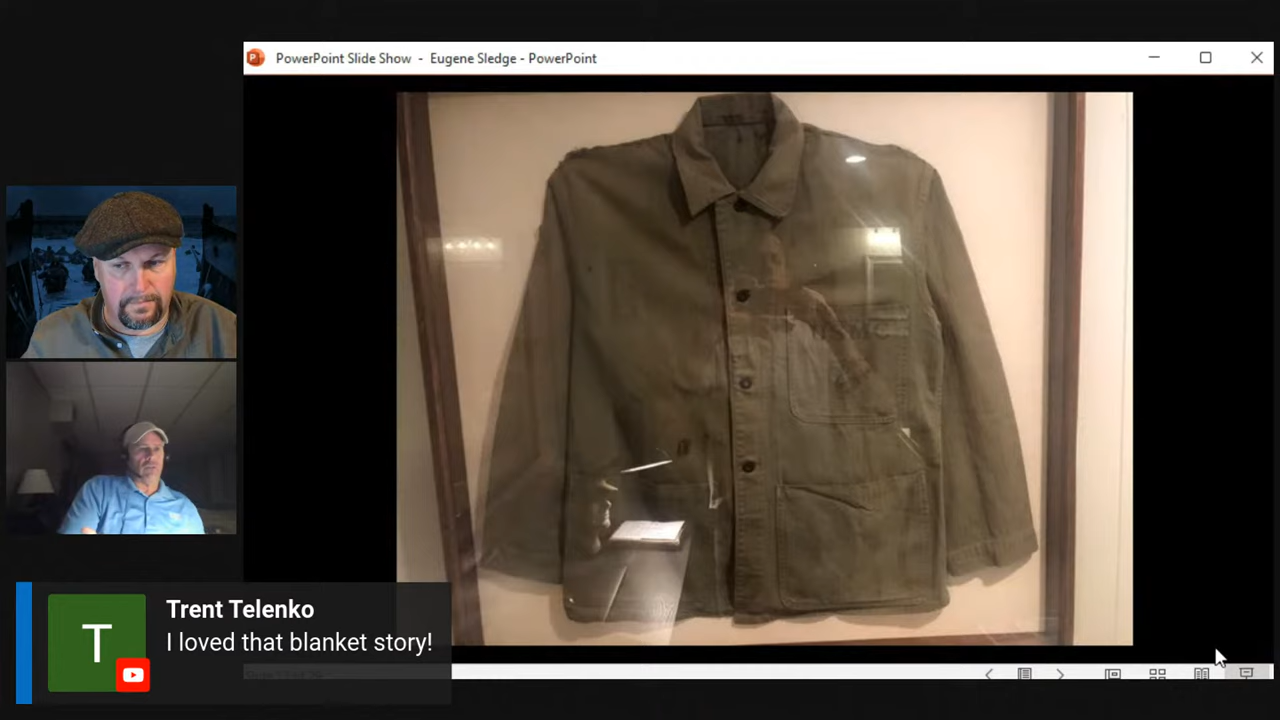 PowerPoint Slide Show - Eugene Sledge - PowerPoint
Trent Telenko
T
I loved that blanket story!